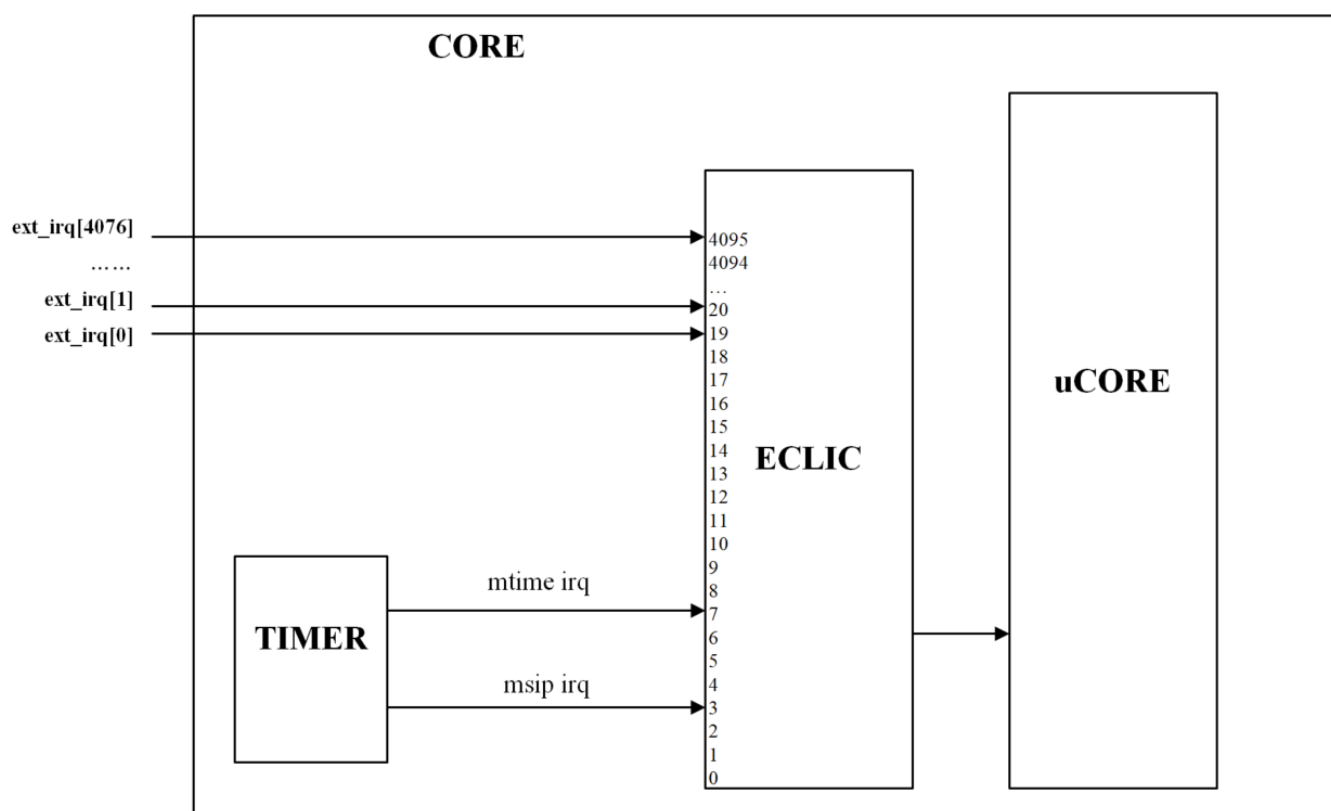 CORE
ext_irq[4076]
……
ext_irq[1]
ext_irq[0]
4095
4094
…
20
19
18
17
16
15
14
13
12
11
10
9
8
7
6
5
4
3
2
1
0
ECLIC
uCORE
TIMER
mtime irq
msip irq